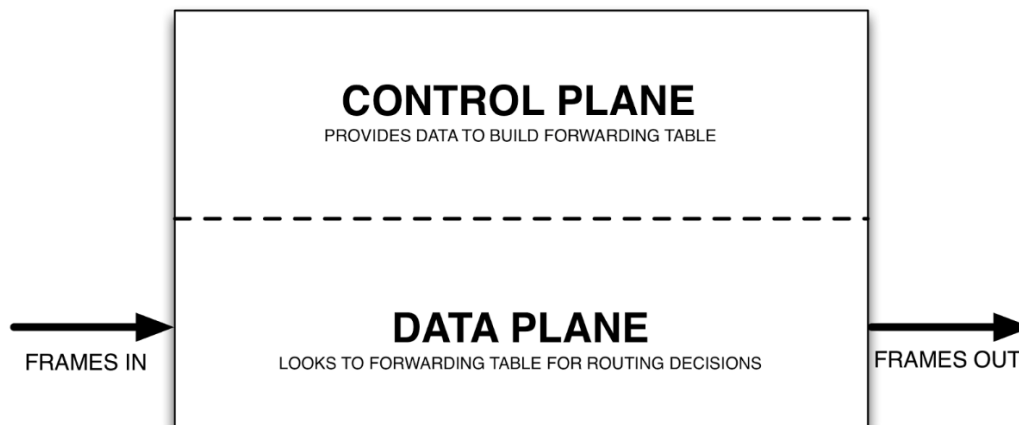 CONTROL PLANE
PROVIDES DATA TO BUILD FORWARDING TABLE
DATA PLANE
LOOKS TO FORWARDING TABLE FOR ROUTING DECISIONS
FRAMES IN
FRAMES OUT